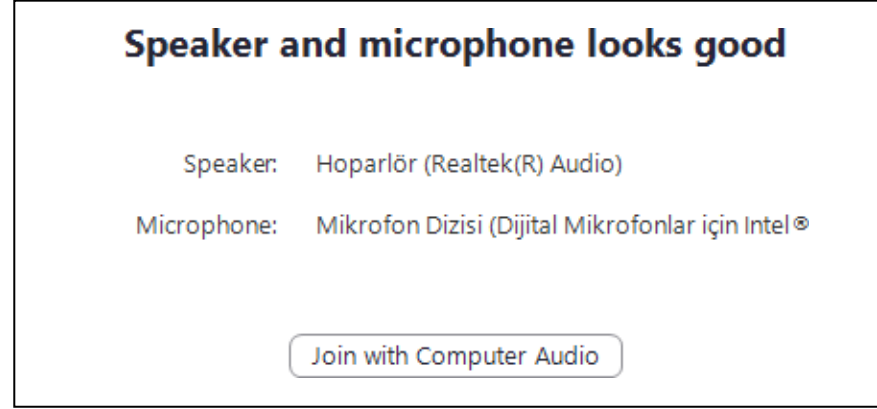 Speaker and microphone looks good
Speaker: Hoparlör (Realtek(R) Audio)
Microphone: Mikrofon Dizisi (Dijital Mikrofonlar için Intel®
Join with Computer Audio